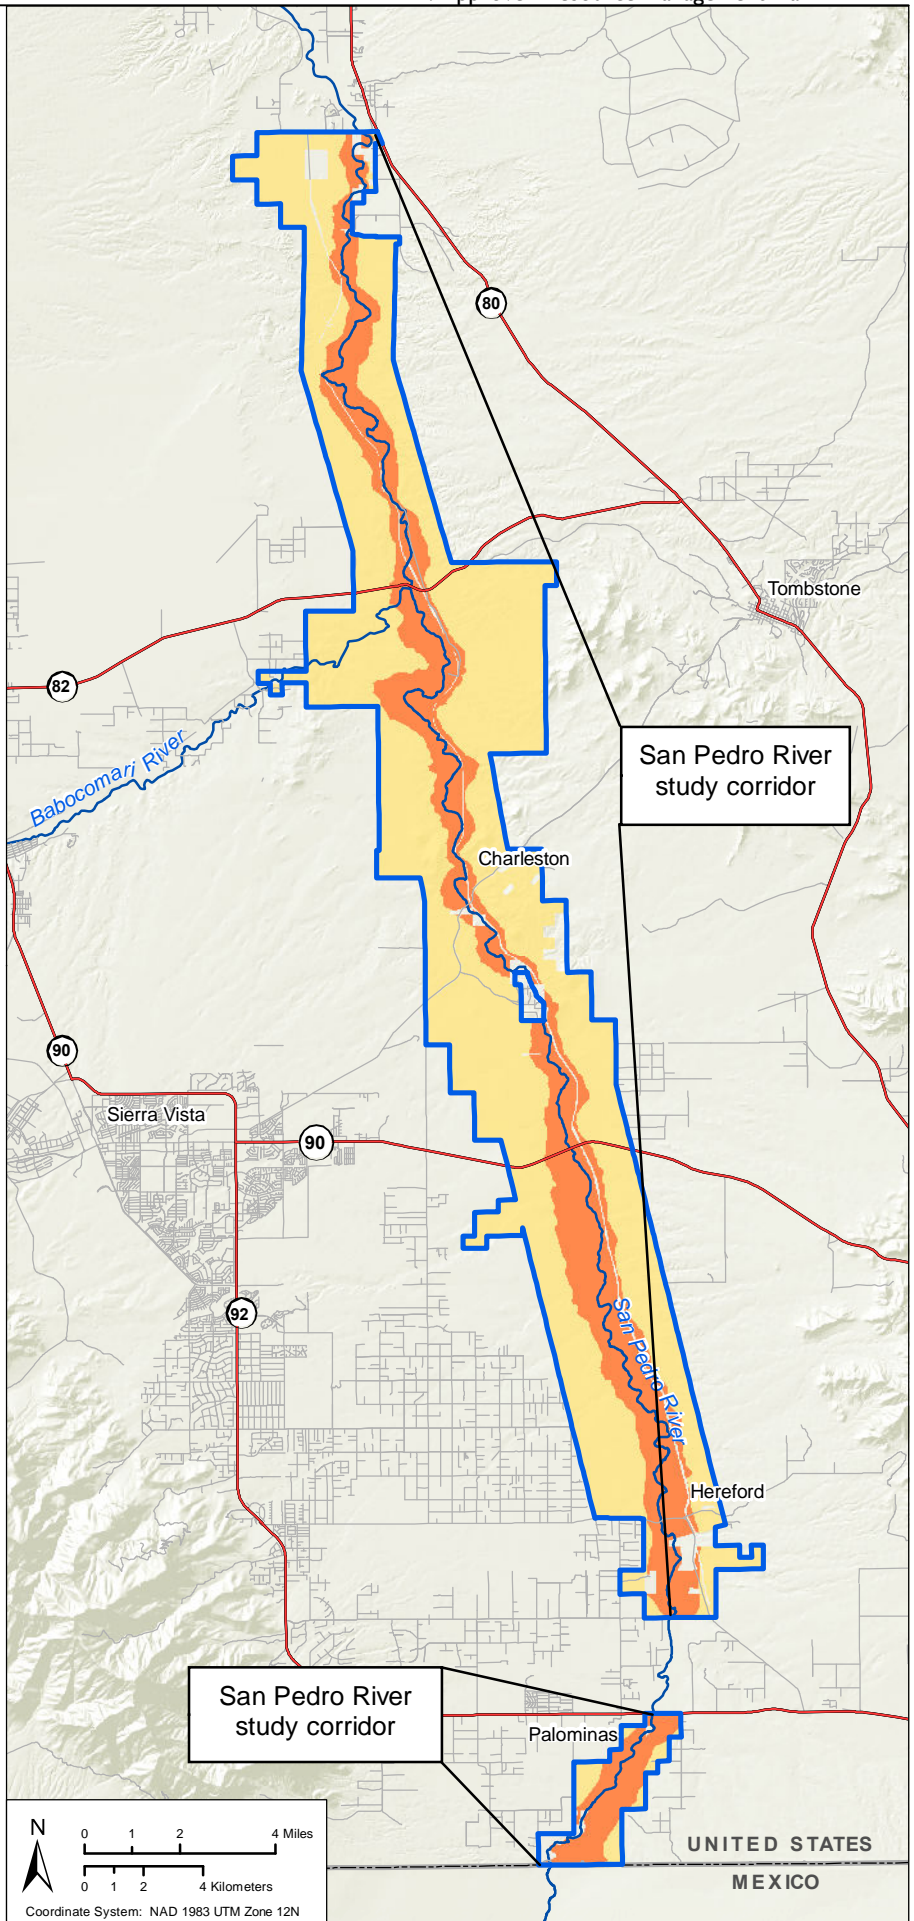 80
Tombstone
82
Babocomari River
San Pedro River
study corridor
Charleston
90
Sierra Vista
90
92
San Pedro River
Hereford
San Pedro River
study corridor
Palominas
N
0 1 2 4 Miles
0 1 2 4 Kilometers
Coordinate System: NAD 1983 UTM Zone 12N
UNITED STATES
MEXICO